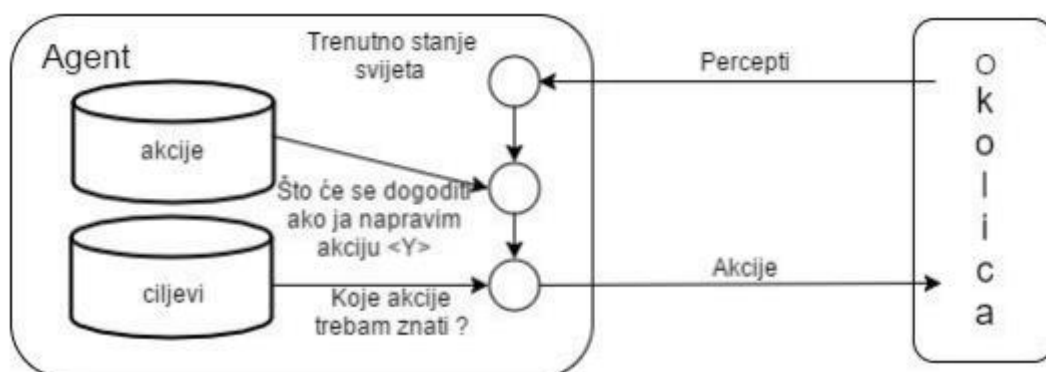 Agent
Trenutno stanje
svijeta
Percepti
akcije
Što će se dogoditi
ako ja napravim
akciju <Y>
ciljevi
Koje akcije
trebam znati ?
Akcije
O
k
o
l
i
c
a